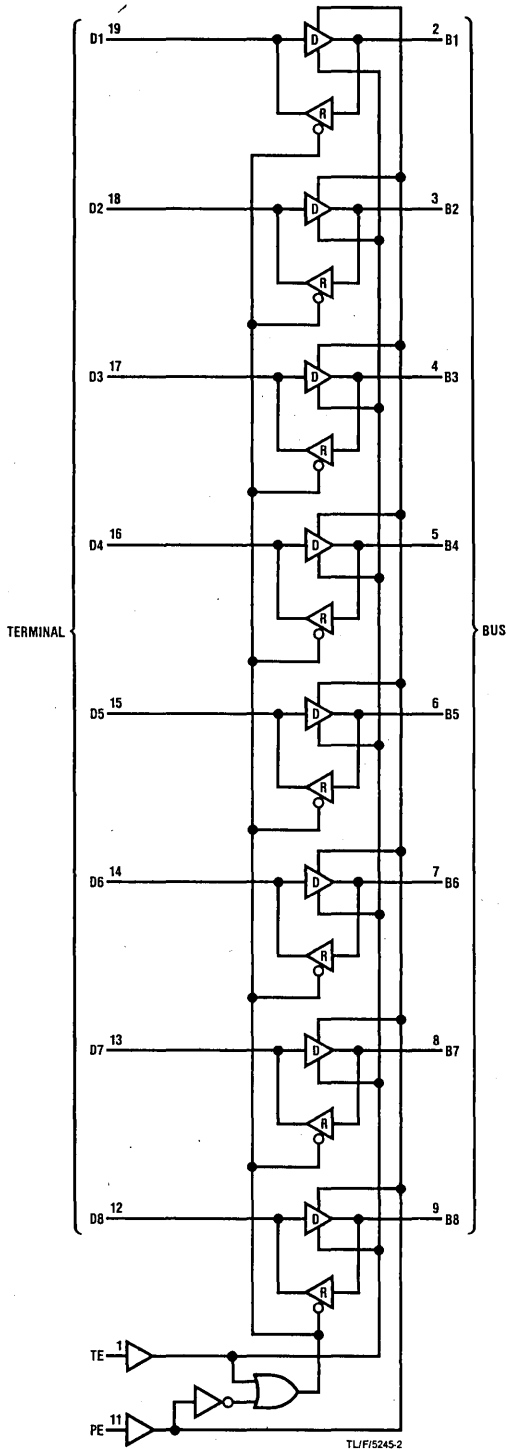 D1 19 D 2 B1
R
D2 18 D 3 B2
R
D3 17 D 4 B3
R
D4 16 D 5 B4
R
TERMINAL BUS
D5 15 D 6 B5
R
D6 14 D 7 B6
R
D7 13 D 8 B7
R
D8 12 D 9 B8
R
TE 1
PE 11
TL/F/5245-2